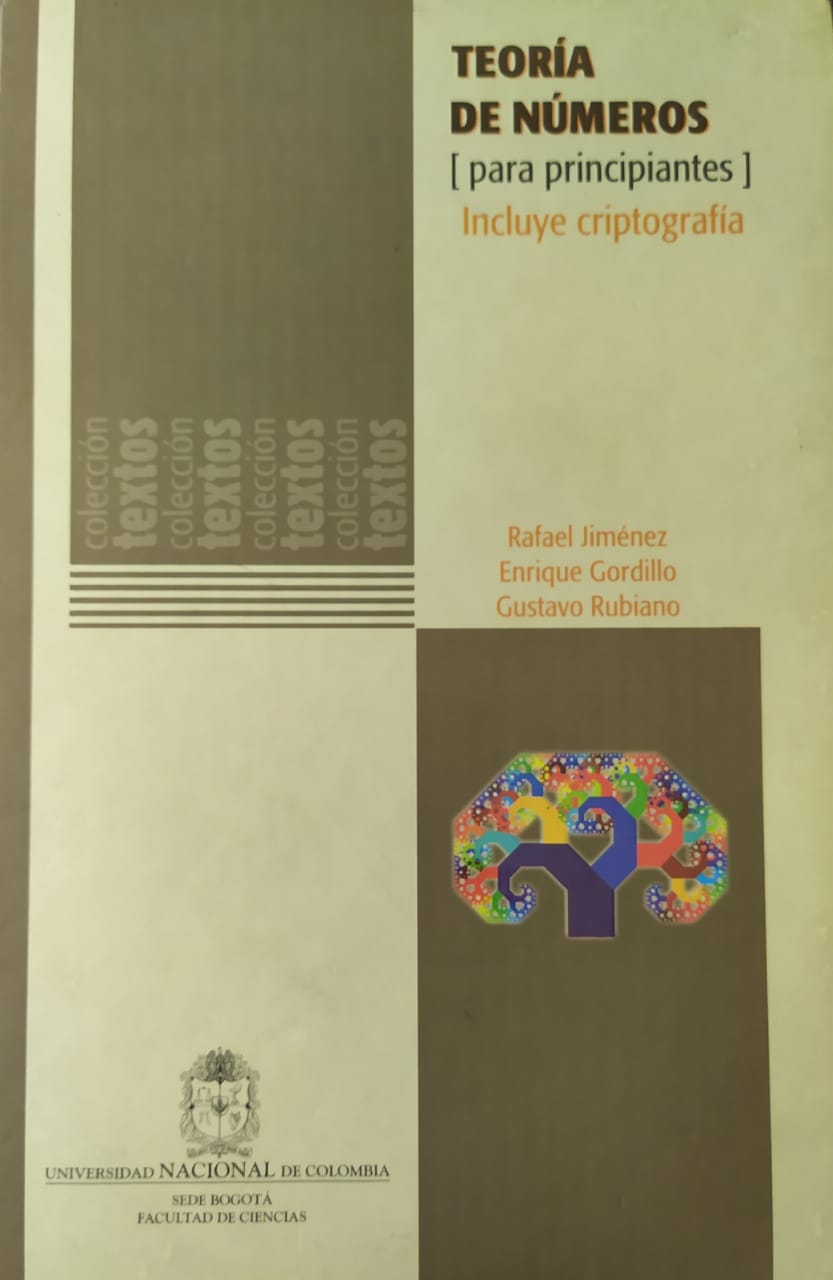 TEORÍA
DE NÚMEROS
[ para principiantes ]
Incluye criptografía
colección
textos
colección
textos
colección
textos
colección
textos
Rafael Jiménez
Enrique Gordillo
Gustavo Rubiano
UNIVERSIDAD NACIONAL DE COLOMBIA
SEDE BOGOTÁ
FACULTAD DE CIENCIAS